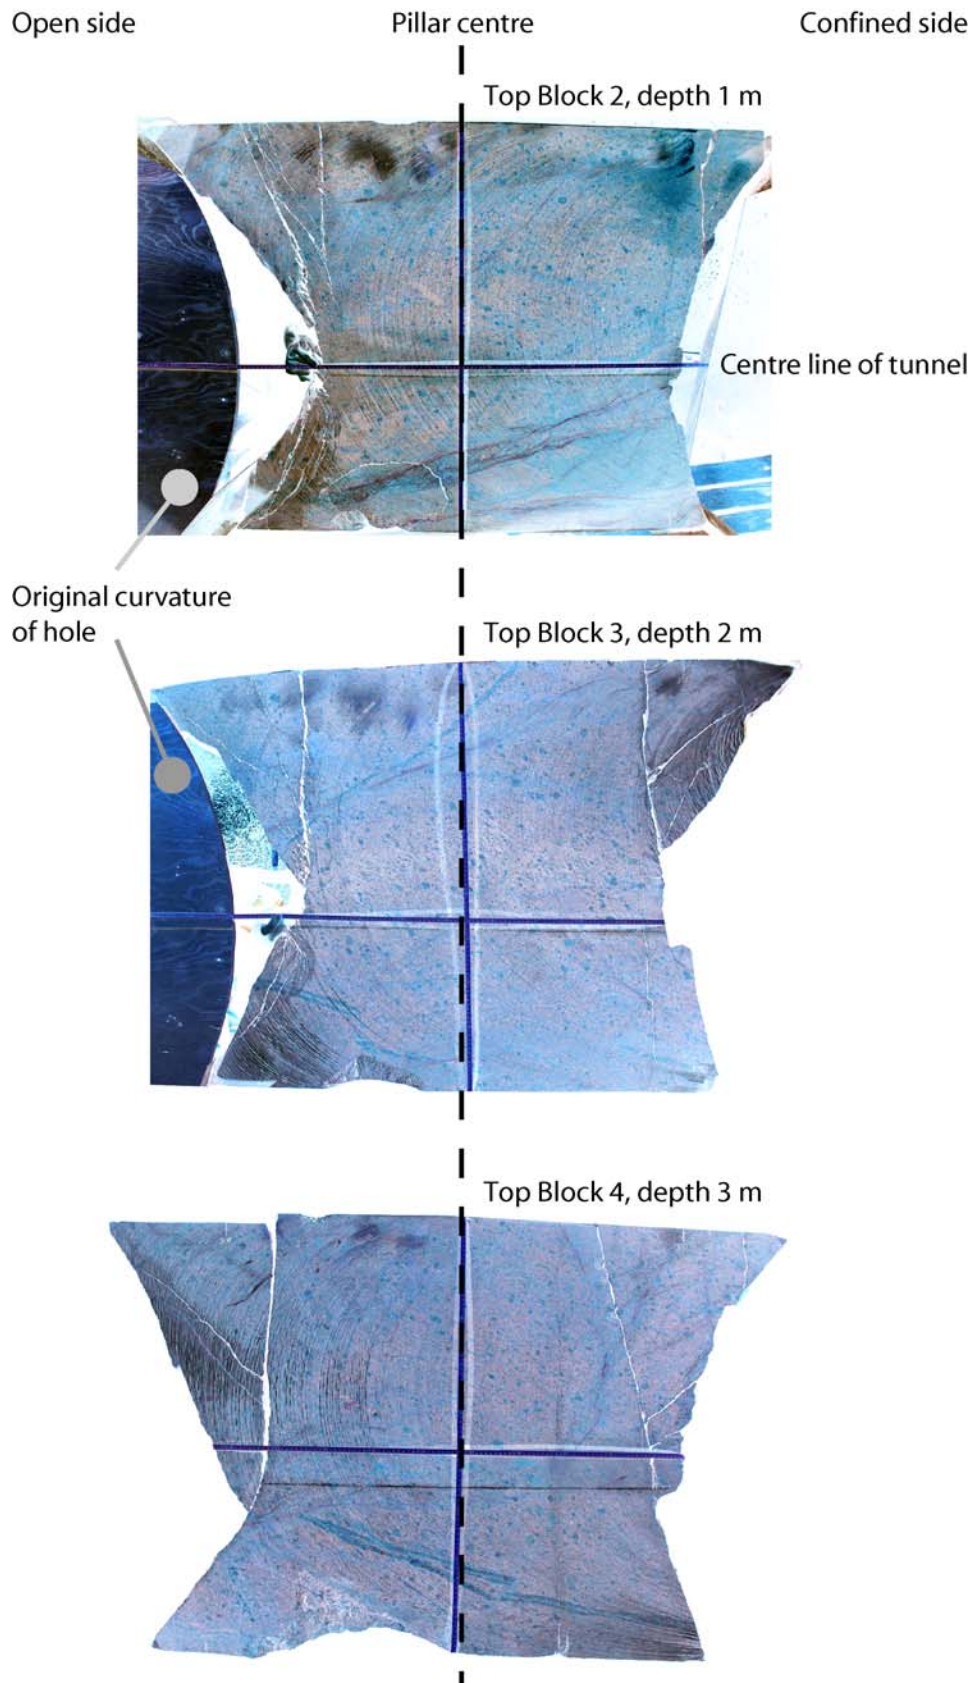 Open side
Pillar centre
Confined side
Top Block 2, depth 1 m
Centre line of tunnel
Original curvature
of hole
Top Block 3, depth 2 m
Top Block 4, depth 3 m